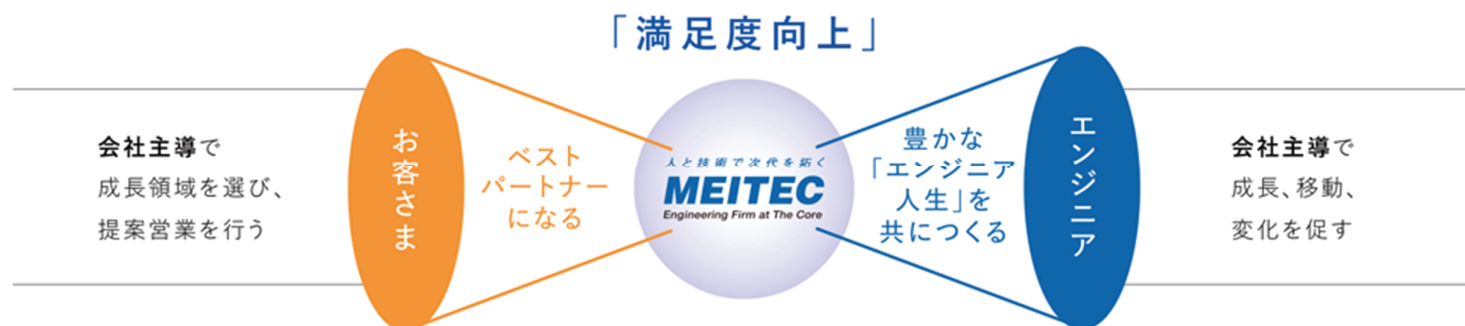 「満足度向上」
会社主導で
成長領域を選び、
提案営業を行う
お客さま
ベスト
パートナー
になる
人と技術で次代を拓く
MEITEC
Engineering Firm at The Core
豊かな
「エンジニア
人生」を
共につくる
エンジニア
会社主導で
成長、移動、
変化を促す